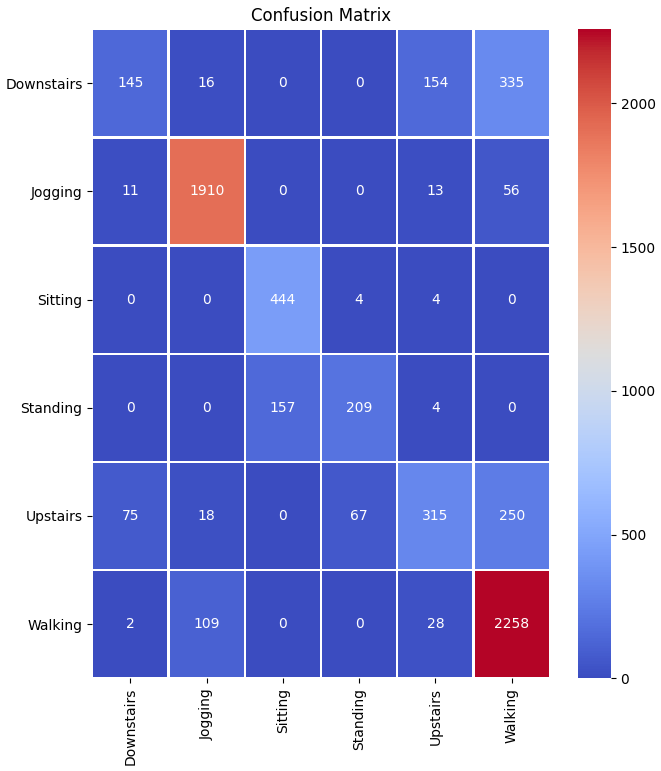 Confusion Matrix
Downstairs 145 16 0 0 154 335
Jogging 11 1910 0 0 13 56
Sitting 0 0 444 4 4 0
Standing 0 0 157 209 4 0
Upstairs 75 18 0 67 315 250
Walking 2 109 0 0 28 2258
Downstairs Jogging Sitting Standing Upstairs Walking
2000
1500
1000
500
0